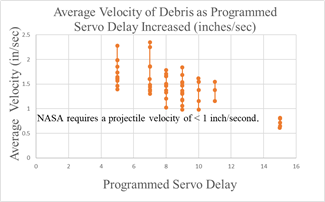 Average Velocity of Debris as Programmed
Servo Delay Increased (inches/sec)
2.5
2
1.5
1
0.5
0
Average Velocity (in/sec)
NASA requires a projectile velocity of < 1 inch/second.
0 2 4 6 8 10 12 14 16
Programmed Servo Delay